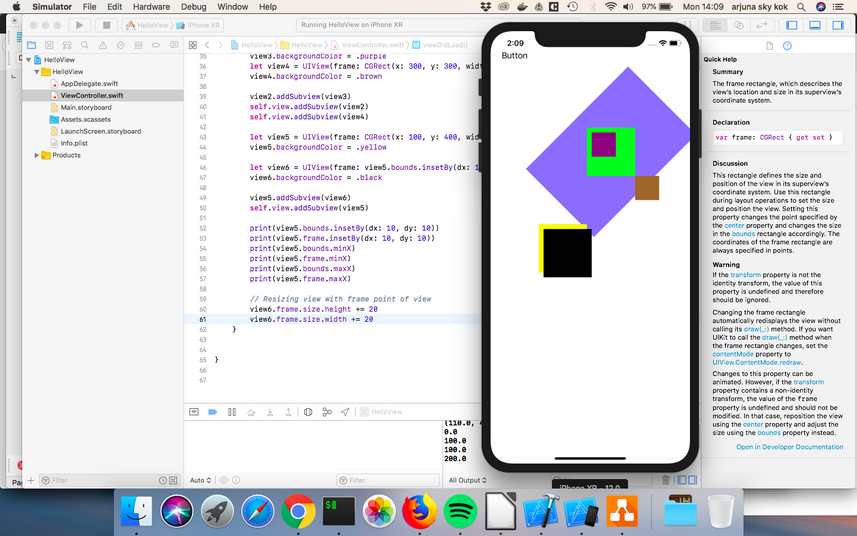 Simulator File Edit Hardware Debug Window Help 97% Mon 14:09 arjuna sky kok
HelloView iPhone XR Running HelloView on iPhone XR
HelloView HelloView ViewController.swift viewDidLoad()
HelloView
HelloView
AppDelegate.swift
ViewController.swift
Main.storyboard
Assets.xcassets
LaunchScreen.storyboard
Info.plist
Products
Filter
35 view3.backgroundColor = .purple
36 let view4 = UIView(frame: CGRect(x: 300, y: 300, wid
37 view4.backgroundColor = .brown
38
39 view2.addSubview(view3)
40 self.view.addSubview(view2)
41 self.view.addSubview(view4)
42
43 let view5 = UIView(frame: CGRect(x: 100, y: 400, wid
44 view5.backgroundColor = .yellow
45
46 let view6 = UIView(frame: view5.bounds.insetBy(dx: 1
47 view6.backgroundColor = .black
48
49 view5.addSubview(view6)
50 self.view.addSubview(view5)
51
52 print(view5.bounds.insetBy(dx: 10, dy: 10))
53 print(view5.frame.insetBy(dx: 10, dy: 10))
54 print(view5.bounds.minX)
55 print(view5.frame.minX)
56 print(view5.bounds.maxX)
57 print(view5.frame.maxX)
58
59 // Resizing view with frame point of view
60 view6.frame.size.height += 20
61 view6.frame.size.width += 20
62 }
63
64
65 }
66
67
HelloView
(110.0, 4
0.0
100.0
100.0
200.0
Auto Filter All Output
2:09
Button
iPhone XR - 12.0
Quick Help
Summary
The frame rectangle, which describes the
view's location and size in its superview's
coordinate system.
Declaration
var frame: CGRect { get set }
Discussion
This rectangle defines the size and
position of the view in its superview's
coordinate system. Use this rectangle
during layout operations to set the size
and position the view. Setting this
property changes the point specified by
the center property and changes the size
in the bounds rectangle accordingly. The
coordinates of the frame rectangle are
always specified in points.
Warning
If the transform property is not the
identity transform, the value of this
property is undefined and therefore
should be ignored.
Changing the frame rectangle
automatically redisplays the view without
calling its draw(_:) method. If you want
UIKit to call the draw(_:) method when
the frame rectangle changes, set the
contentMode property to
UIView.ContentMode.redraw.
Changes to this property can be
animated. However, if the transform
property contains a non-identity
transform, the value of the frame
property is undefined and should not be
modified. In that case, reposition the view
using the center property and adjust the
size using the bounds property instead.
Open in Developer Documentation